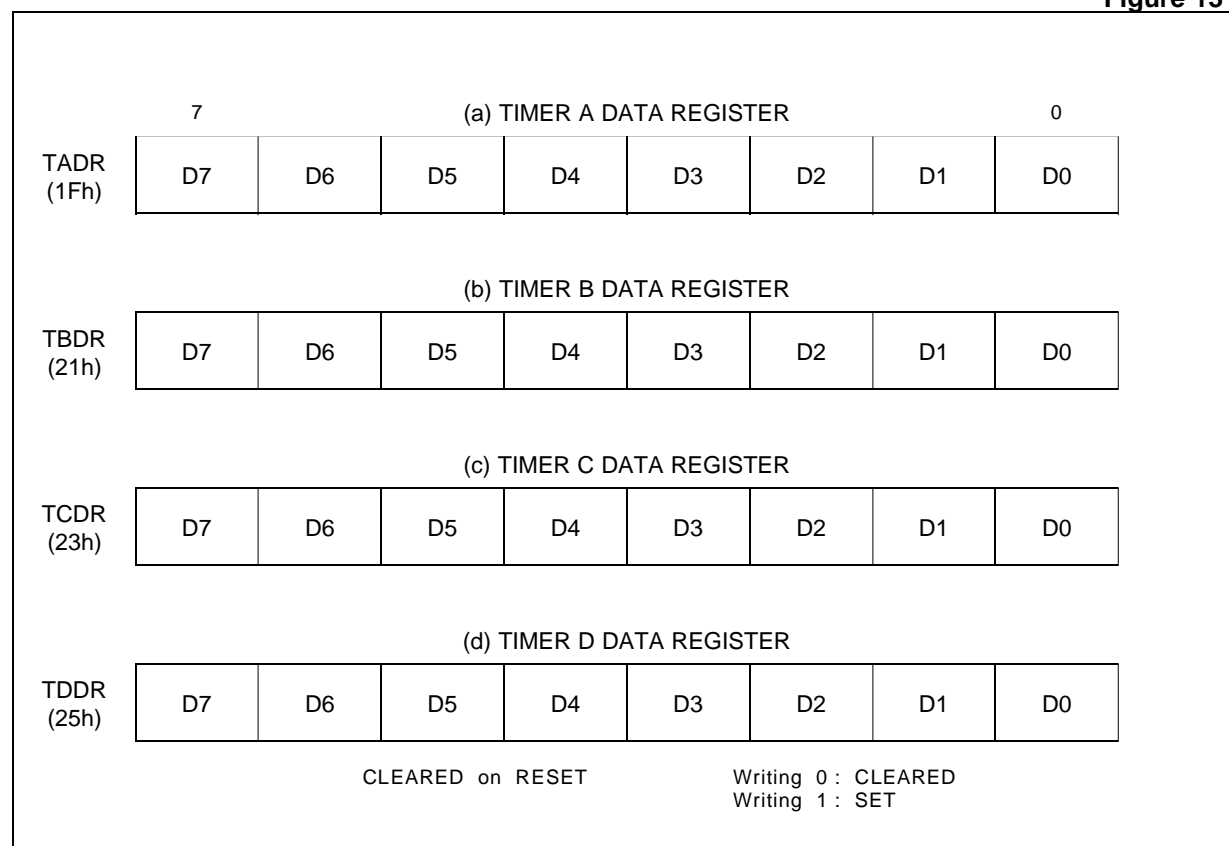 Figure 15
7 (a) TIMER A DATA REGISTER 0
TADR
(1Fh)
D7 D6 D5 D4 D3 D2 D1 D0
(b) TIMER B DATA REGISTER
TBDR
(21h)
D7 D6 D5 D4 D3 D2 D1 D0
(c) TIMER C DATA REGISTER
TCDR
(23h)
D7 D6 D5 D4 D3 D2 D1 D0
(d) TIMER D DATA REGISTER
TDDR
(25h)
D7 D6 D5 D4 D3 D2 D1 D0
CLEARED on RESET Writing 0 : CLEARED
Writing 1 : SET